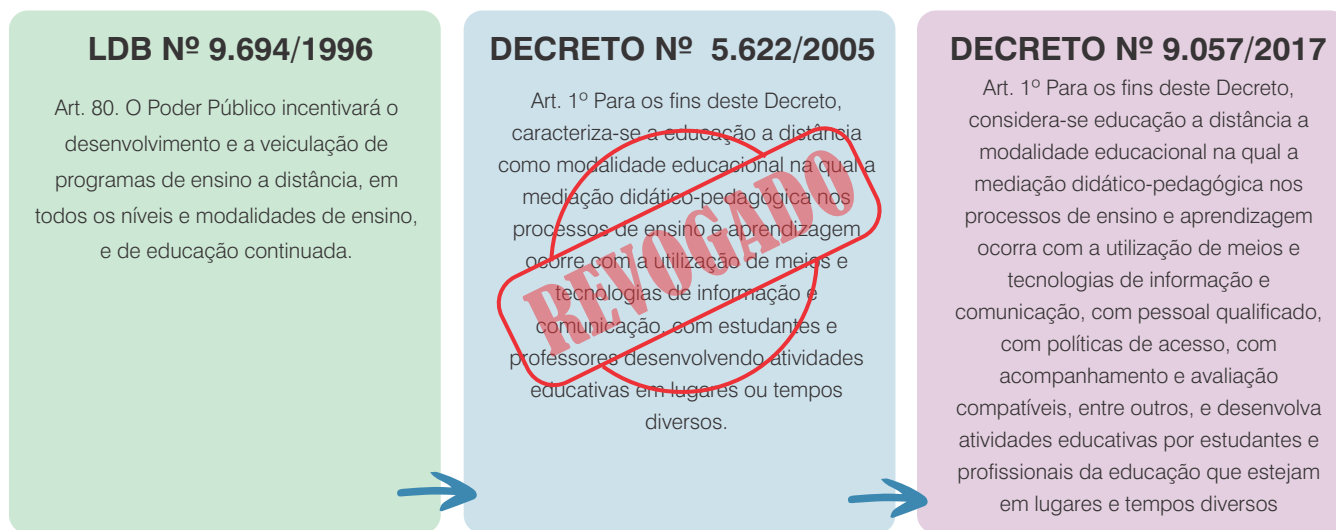 LDB Nº 9.694/1996
Art. 80. O Poder Público incentivará o
desenvolvimento e a veiculação de
programas de ensino a distância, em
todos os níveis e modalidades de ensino,
e de educação continuada.
DECRETO Nº 5.622/2005
Art. 1º Para os fins deste Decreto,
caracteriza-se a educação a distância
como modalidade educacional na qual a
mediação didático-pedagógica nos
processos de ensino e aprendizagem
ocorre com a utilização de meios e
tecnologias de informação e
comunicação, com estudantes e
professores desenvolvendo atividades
educativas em lugares ou tempos
diversos.
REVOGADO
DECRETO Nº 9.057/2017
Art. 1º Para os fins deste Decreto,
considera-se educação a distância a
modalidade educacional na qual a
mediação didático-pedagógica nos
processos de ensino e aprendizagem
ocorra com a utilização de meios e
tecnologias de informação e
comunicação, com pessoal qualificado,
com políticas de acesso, com
acompanhamento e avaliação
compatíveis, entre outros, e desenvolva
atividades educativas por estudantes e
profissionais da educação que estejam
em lugares e tempos diversos